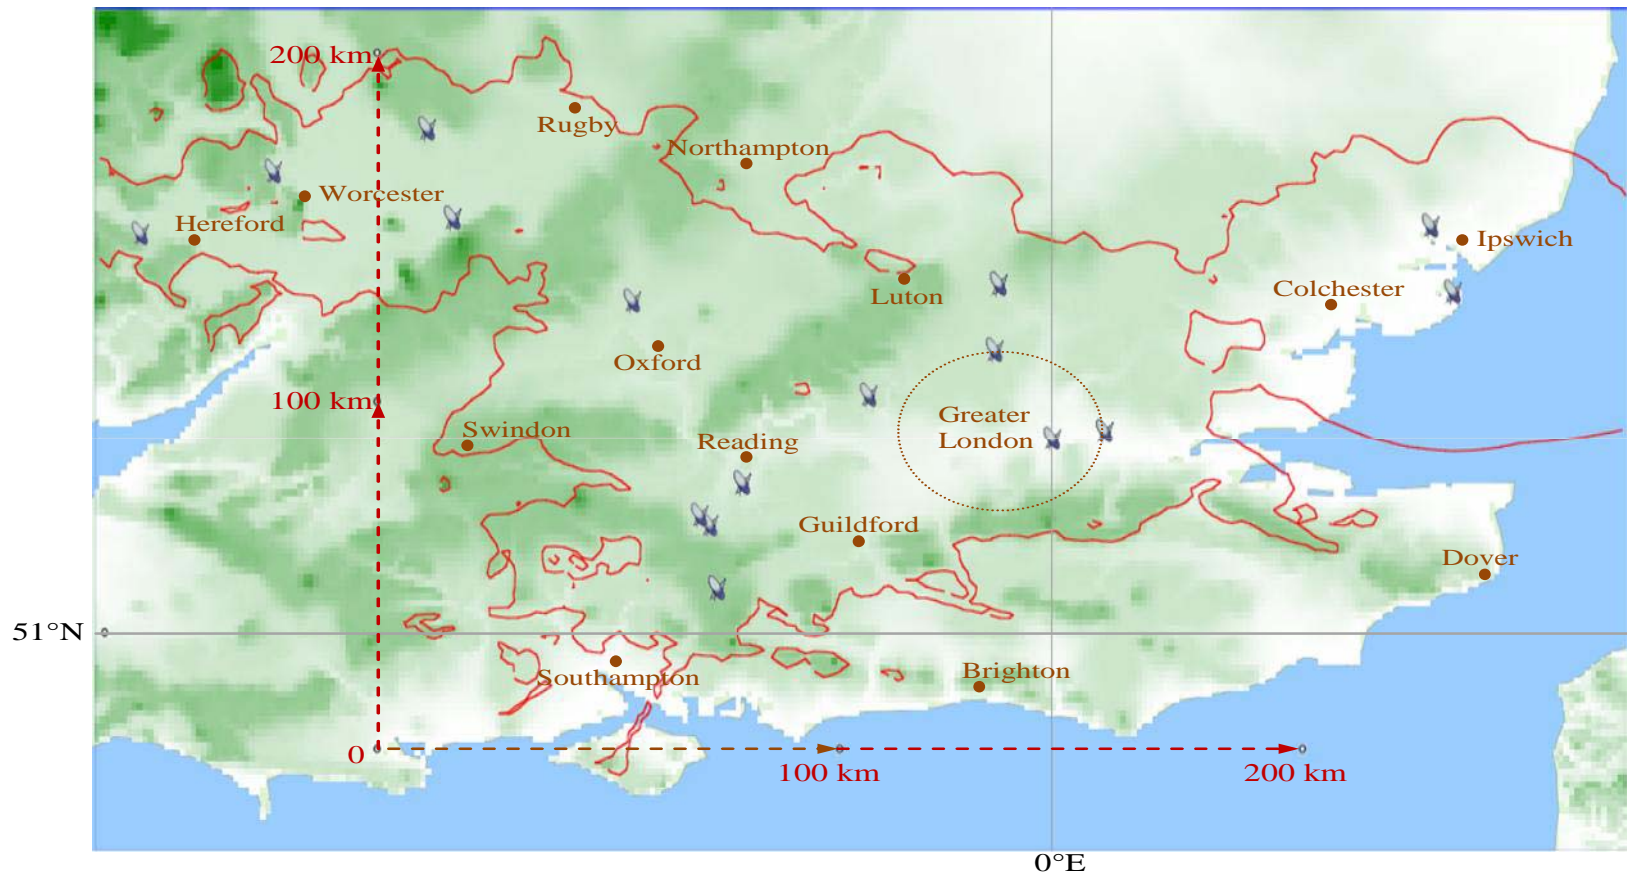 200 km
Rugby
Northampton
Worcester
Hereford
Ipswich
Luton
Colchester
Oxford
100 km
Swindon
Reading
Greater
London
Guildford
Dover
51°N
Southampton
Brighton
0
100 km
200 km
0°E